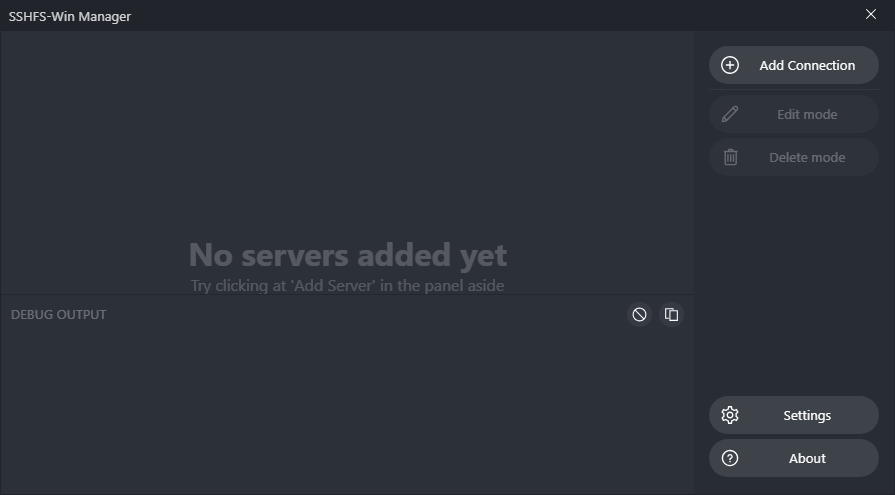 SSHFS-Win Manager
Add Connection
Edit mode
Delete mode
No servers added yet
Try clicking at 'Add Server' in the panel aside
DEBUG OUTPUT
Settings
About